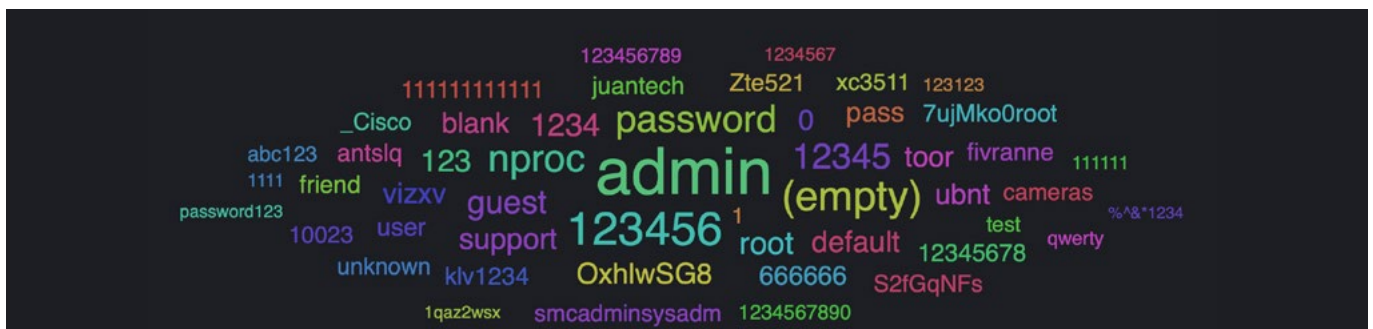 123456789 1234567
111111111111 juantech Zte521 xc3511 123123
_Cisco blank 1234 password 0 pass 7ujMko0root
abc123 antslq 123 nproc admin 12345 toor fivranne 111111
1111 friend vizxv guest (empty) ubnt cameras
password123 10023 user support 123456 1 root default test 12345678 qwerty %^&*1234
unknown klv1234 OxhlwSG8 666666 S2fGqNFs
1qaz2wsx smcadminsysadm 1234567890